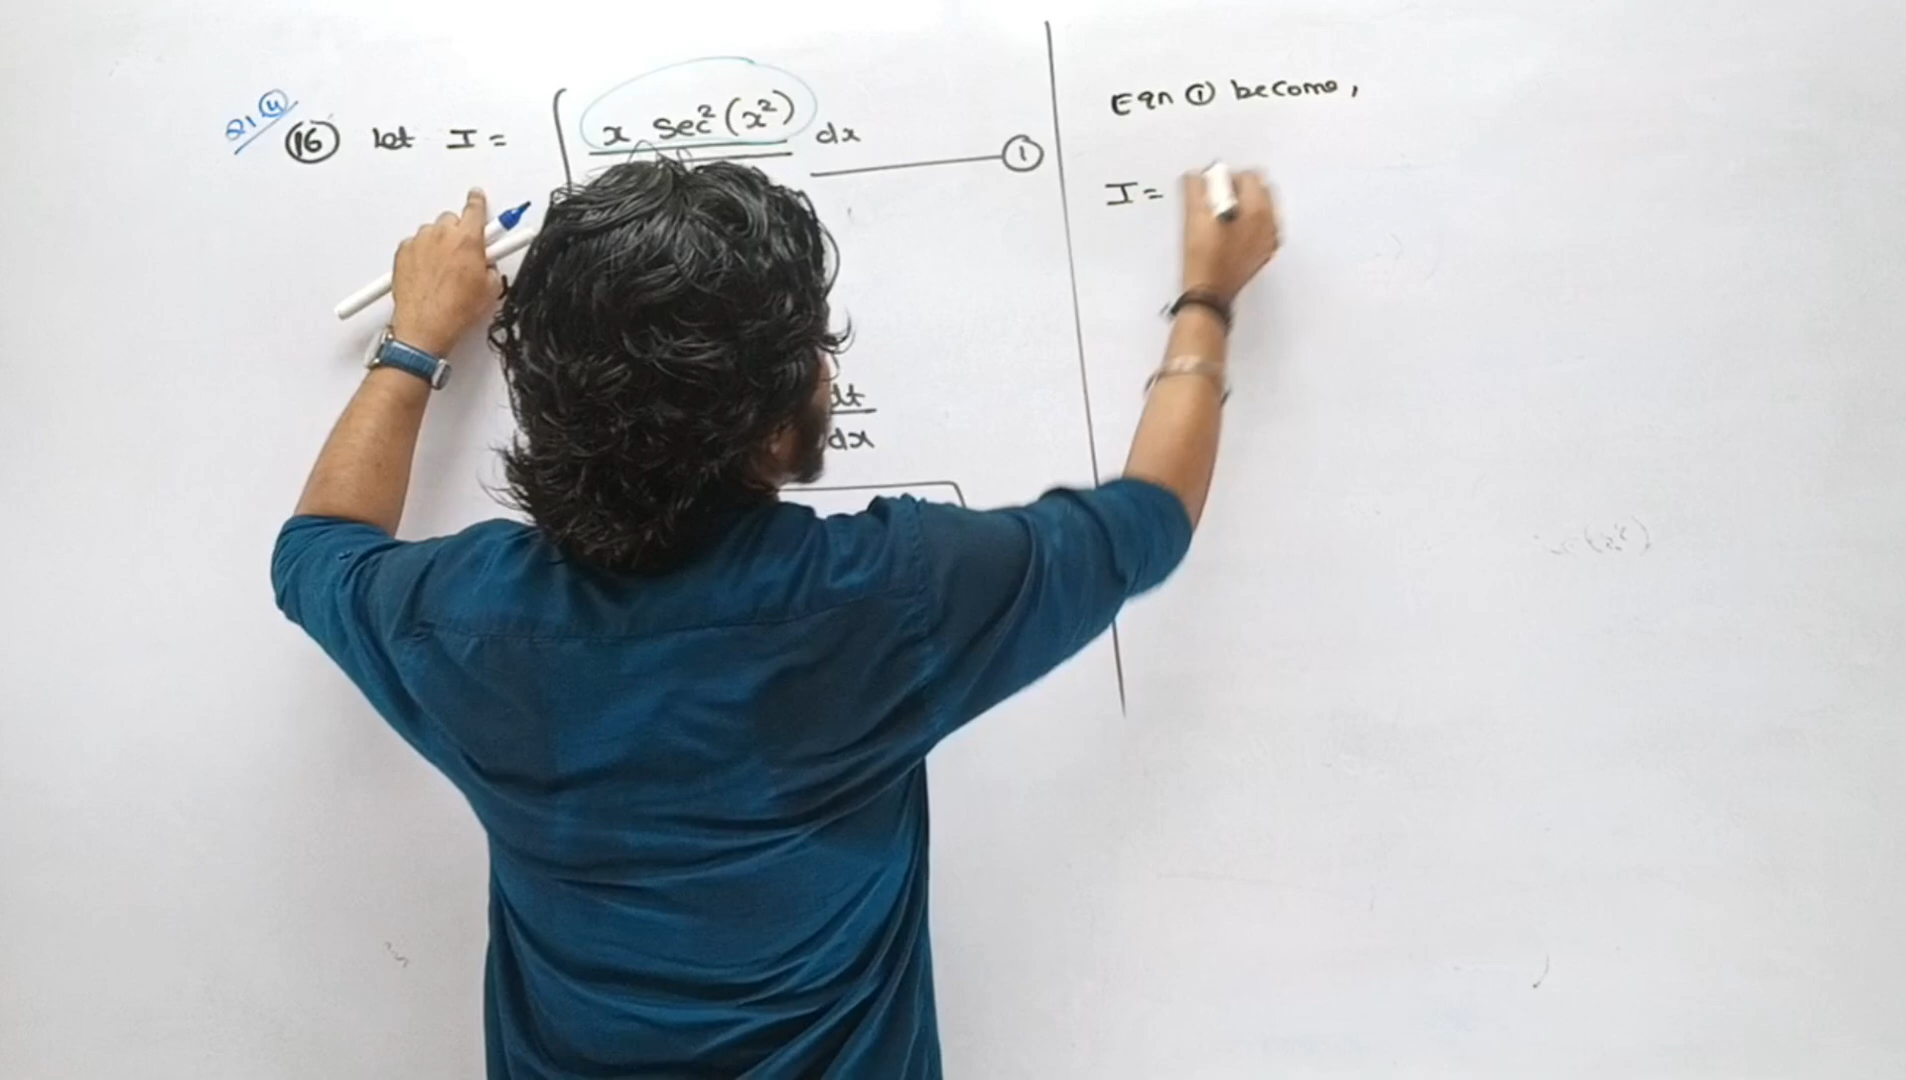 21 (4)
(16) Let I = ∫ x sec² (x²) dx (1)
dt
dx
Eqn (1) become,
I =